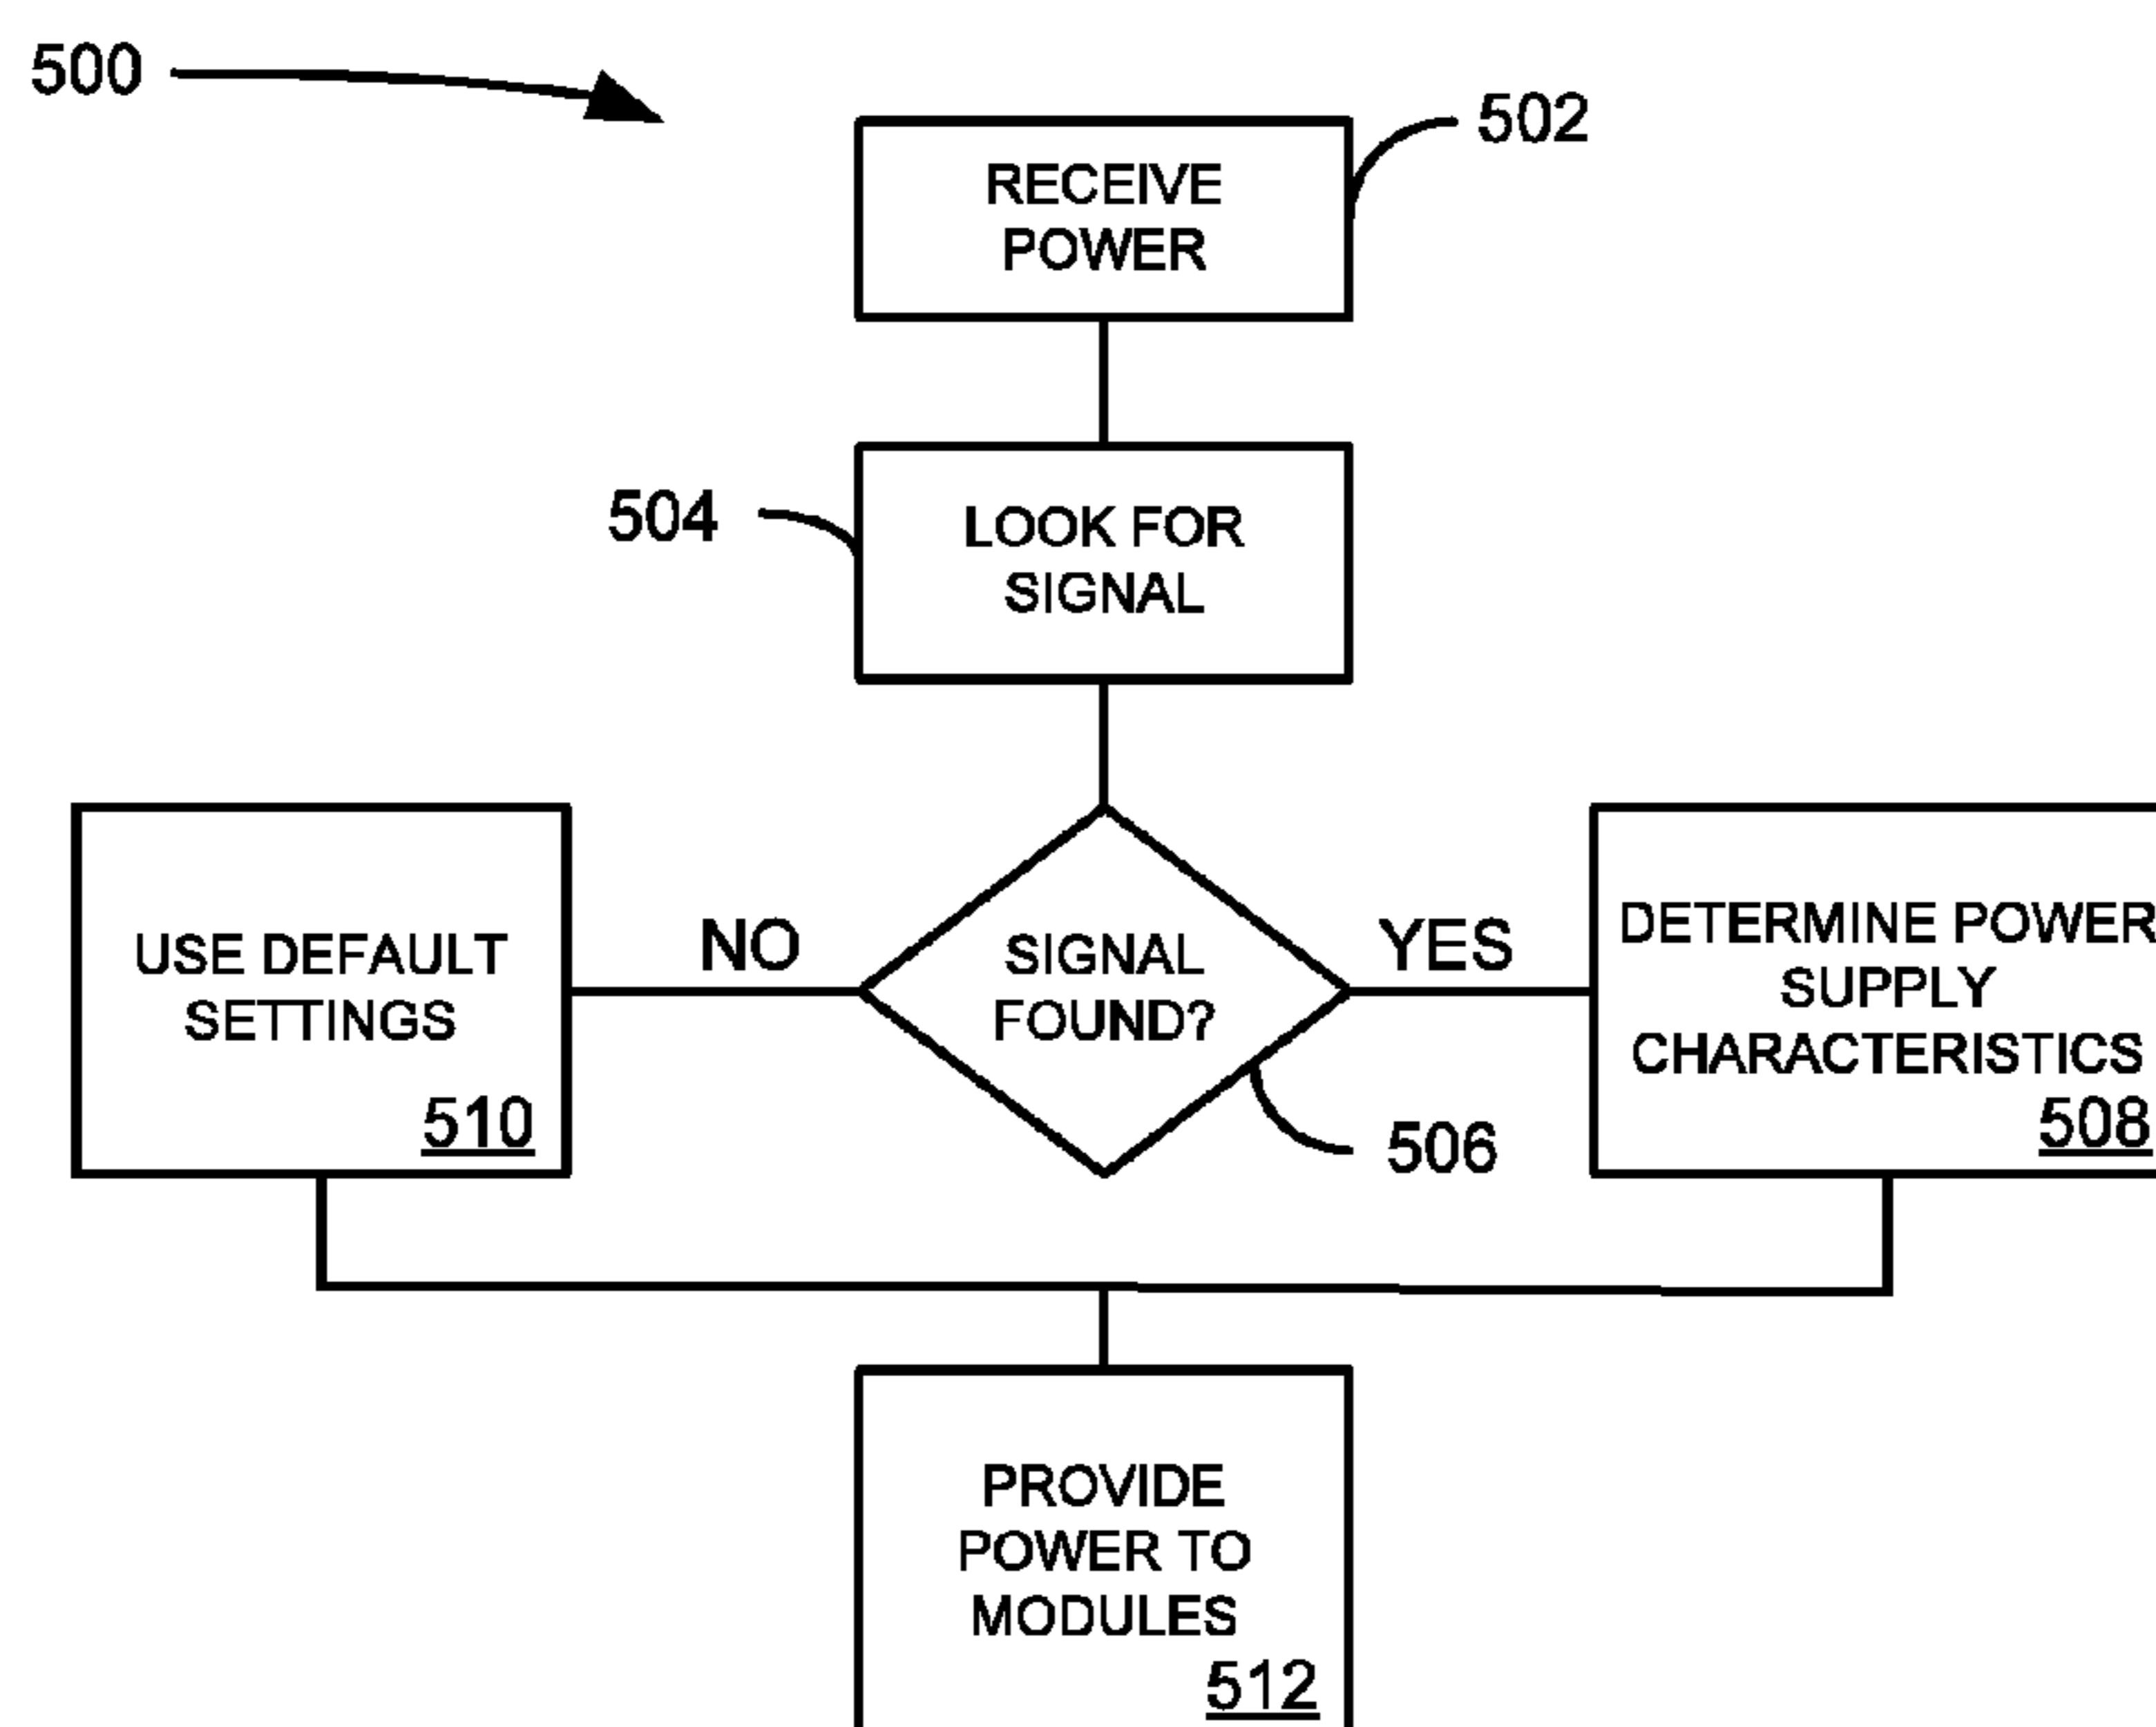 500
502
RECEIVE
POWER
504
LOOK FOR
SIGNAL
USE DEFAULT
SETTINGS
510
NO
SIGNAL
FOUND?
506
YES
DETERMINE POWER
SUPPLY
CHARACTERISTICS
508
PROVIDE
POWER TO
MODULES
512